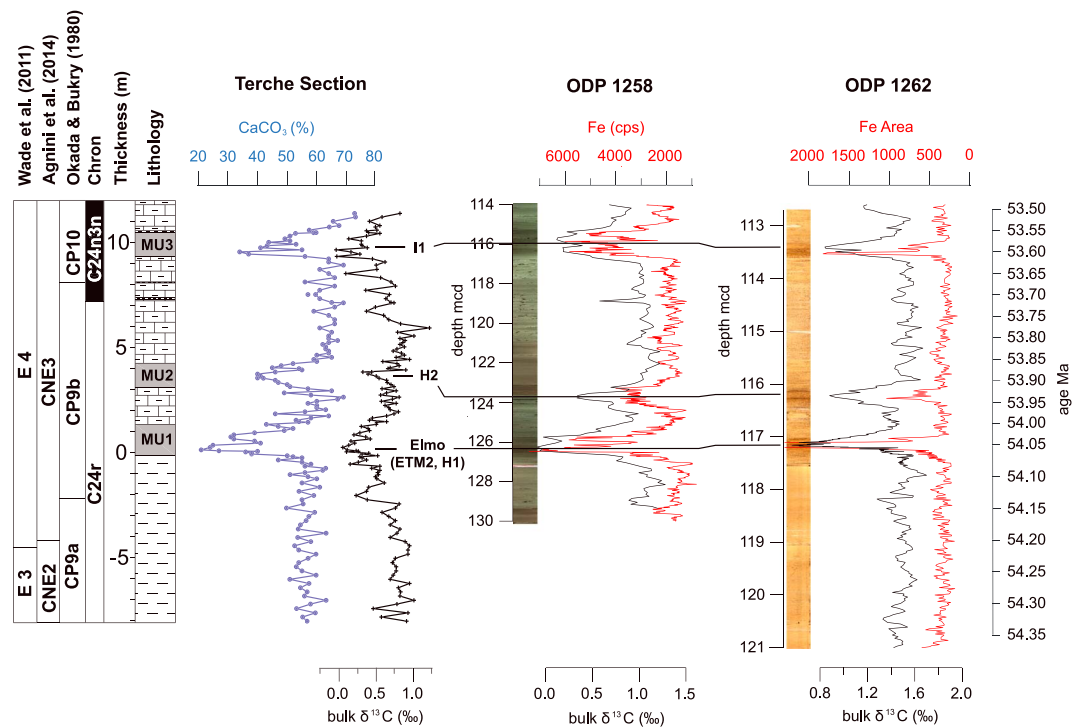 Wade et al. (2011)
Agnini et al. (2014)
Okada & Bukry (1980)
Chron
Thickness (m)
Lithology
Terche Section
ODP 1258
ODP 1262
CaCO₃ (%)
Fe (cps)
Fe Area
20 30 40 50 60 70 80
6000 4000 2000
2000 1500 1000 500 0
E 4
E 3
CNE3
CNE2
CP10
CP9b
CP9a
C24n3n
C24r
10
5
0
-5
MU3
MU2
MU1
I1
H2
Elmo
(ETM2, H1)
depth mcd
114
116
118
120
122
124
126
128
130
depth mcd
113
114
115
116
117
118
119
120
121
53.50
53.55
53.60
53.65
53.70
53.75
53.80
53.85
53.90
53.95
54.00
54.05
54.10
54.15
54.20
54.25
54.30
54.35
age Ma
0.0 0.5 1.0
bulk δ¹³C (‰)
0.0 0.5 1.0 1.5
bulk δ¹³C (‰)
0.8 1.2 1.6 2.0
bulk δ¹³C (‰)